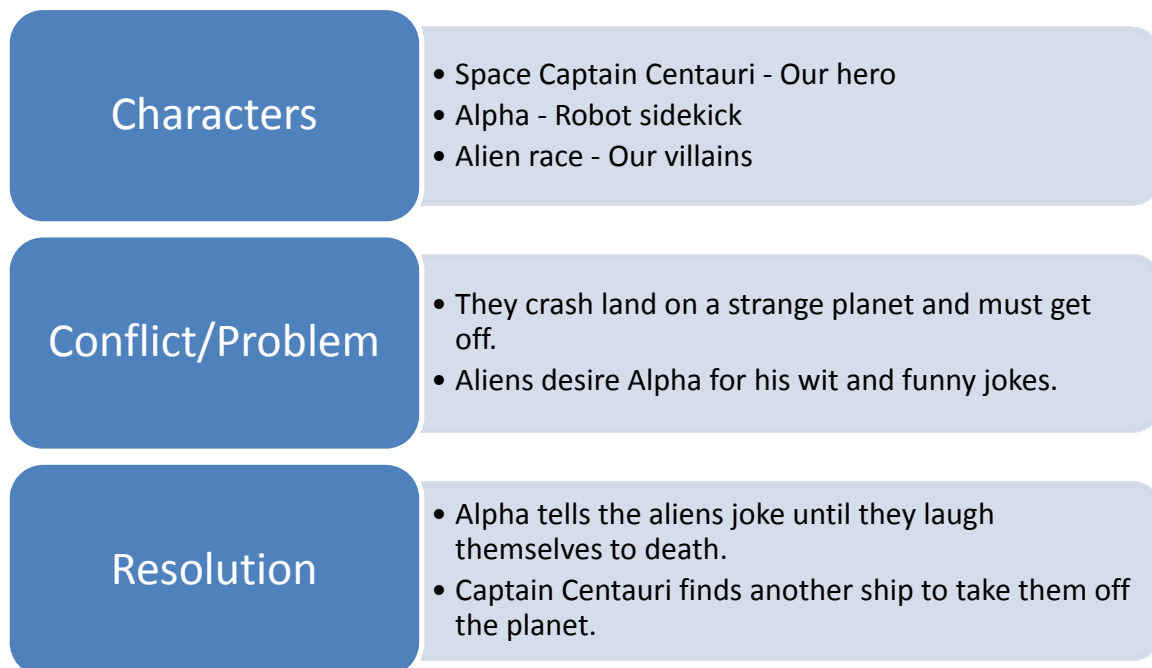 Characters
• Space Captain Centauri - Our hero
• Alpha - Robot sidekick
• Alien race - Our villains
Conflict/Problem
• They crash land on a strange planet and must get
off.
• Aliens desire Alpha for his wit and funny jokes.
Resolution
• Alpha tells the aliens joke until they laugh
themselves to death.
• Captain Centauri finds another ship to take them off
the planet.